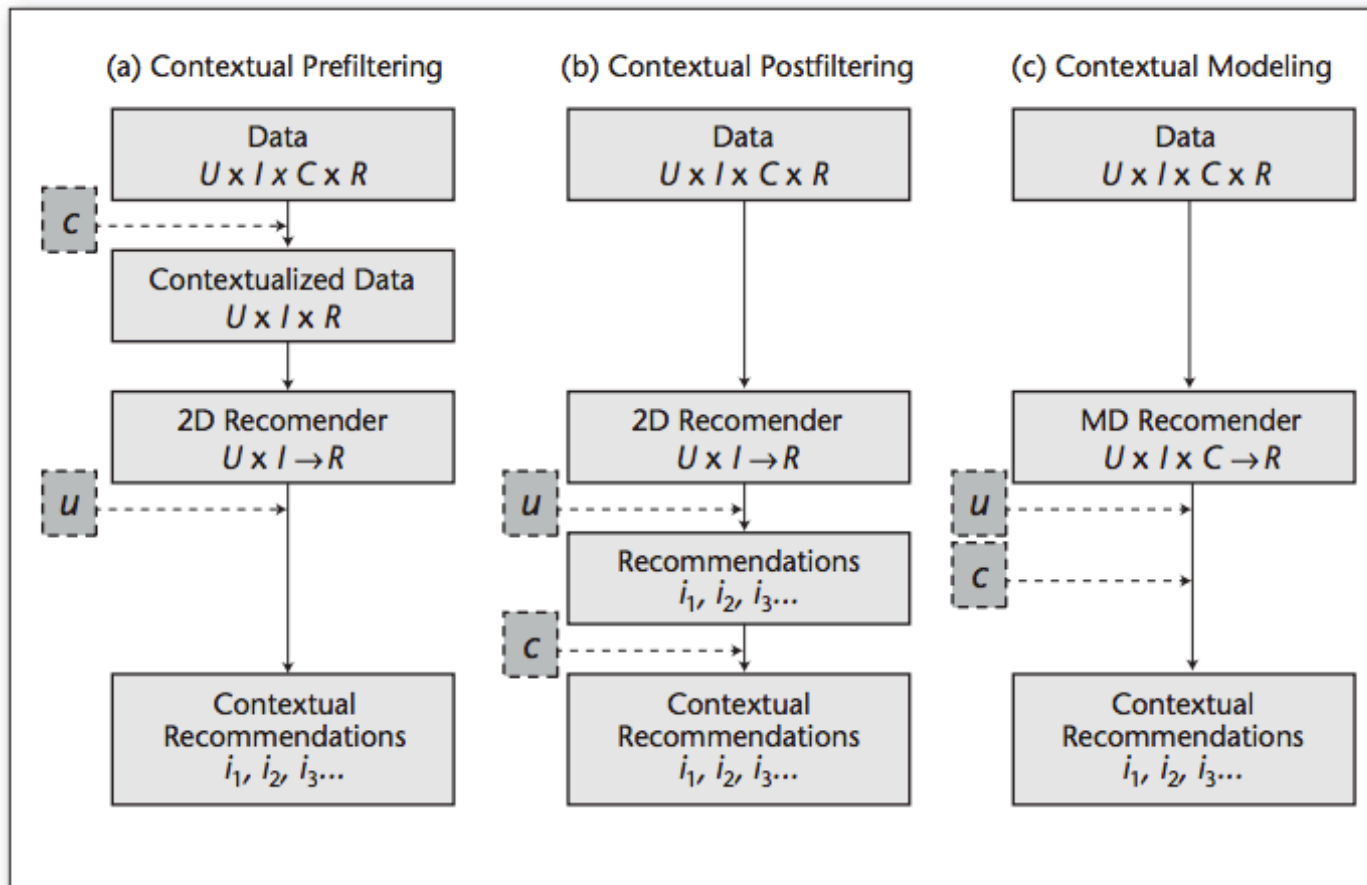 (a) Contextual Prefiltering
Data
U x I x C x R
c
Contextualized Data
U x I x R
2D Recomender
U x I → R
u
Contextual
Recommendations
i₁, i₂, i₃...
(b) Contextual Postfiltering
Data
U x I x C x R
2D Recomender
U x I → R
u
Recommendations
i₁, i₂, i₃...
c
Contextual
Recommendations
i₁, i₂, i₃...
(c) Contextual Modeling
Data
U x I x C x R
MD Recomender
U x I x C → R
u
c
Contextual
Recommendations
i₁, i₂, i₃...